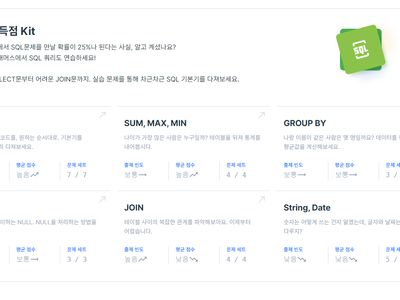 득점 Kit
에서 SQL문제를 만날 확률이 25%나 된다는 사실, 알고 계셨나요?
래머스에서 SQL 쿼리도 연습하세요!
LECT문부터 어려운 JOIN문까지, 실습 문제를 통해 차근차근 SQL 기본기를 다져보세요.
SQL
SUM, MAX, MIN
GROUP BY
코드를, 원하는 순서대로. 기본기를
나이가 가장 많은 사람은 누구일까? 테이블을 뒤져 통계를
나랑 이름이 같은 사람은 몇 명일까요? 데이터를
다져보세요.
내어봅시다.
평균값을 계산해보세요.
평균 점수
문제 세트
출제 빈도
평균 점수
문제 세트
출제 빈도
평균 점수
문제
높음
7 / 7
보통
높음
4 / 4
보통
높음
3 /
JOIN
String, Date
리하는 NULL. NULL을 처리하는 방법을
테이블 사이의 복잡한 관계를 파악해보아요. 이제부터
숫자는 어떻게 쓰는 건지 알겠는데, 글자와 날짜는
어렵습니다.
다루지?
평균 점수
문제 세트
출제 빈도
평균 점수
문제 세트
출제 빈도
평균 점수
문제
보통
3 / 3
높음
낮음
4 / 4
낮음
낮음
5 /